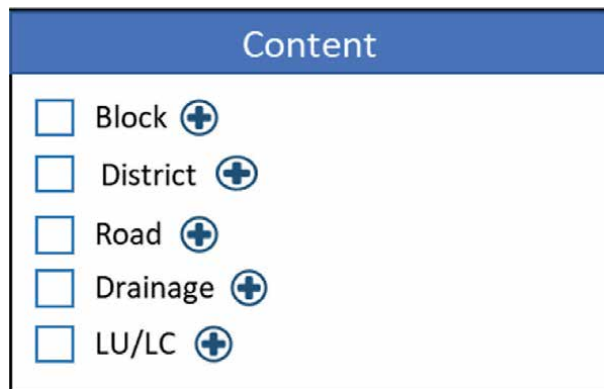 Content
Block
District
Road
Drainage
LU/LC